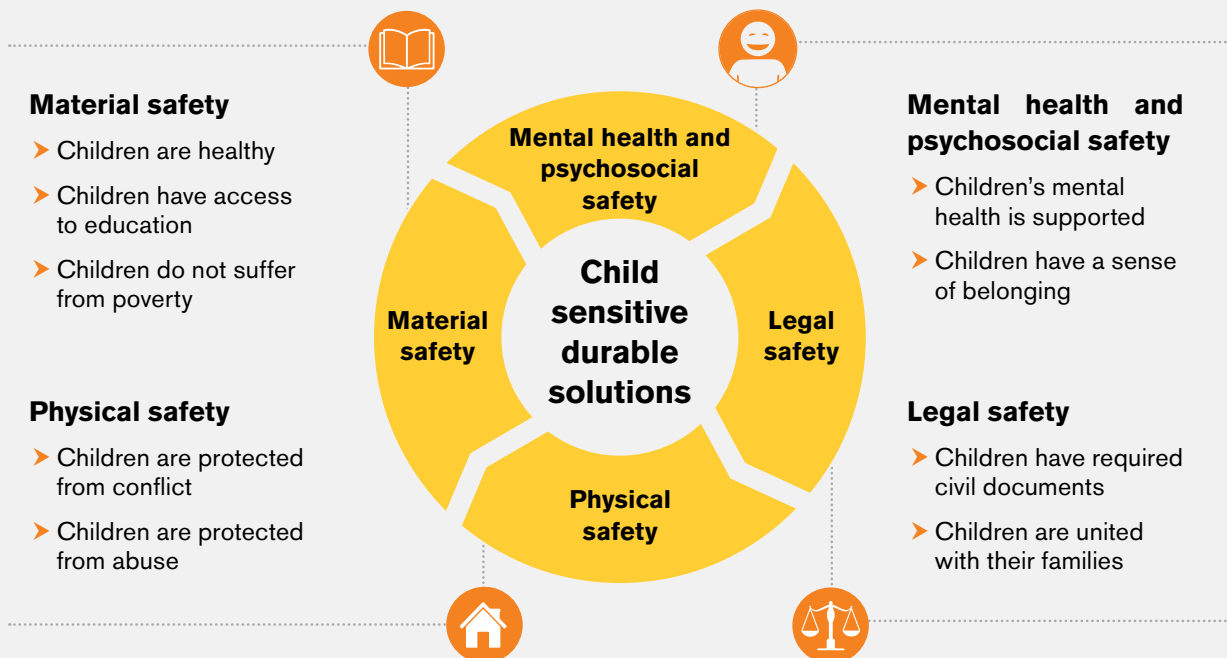 Material safety
Children are healthy
Children have access
to education
Children do not suffer
from poverty
Physical safety
Children are protected
from conflict
Children are protected
from abuse
Mental health and
psychosocial
safety
Material
safety
Child
sensitive
durable
solutions
Legal
safety
Physical
safety
Mental health and
psychosocial safety
Children’s mental
health is supported
Children have a sense
of belonging
Legal safety
Children have required
civil documents
Children are united
with their families